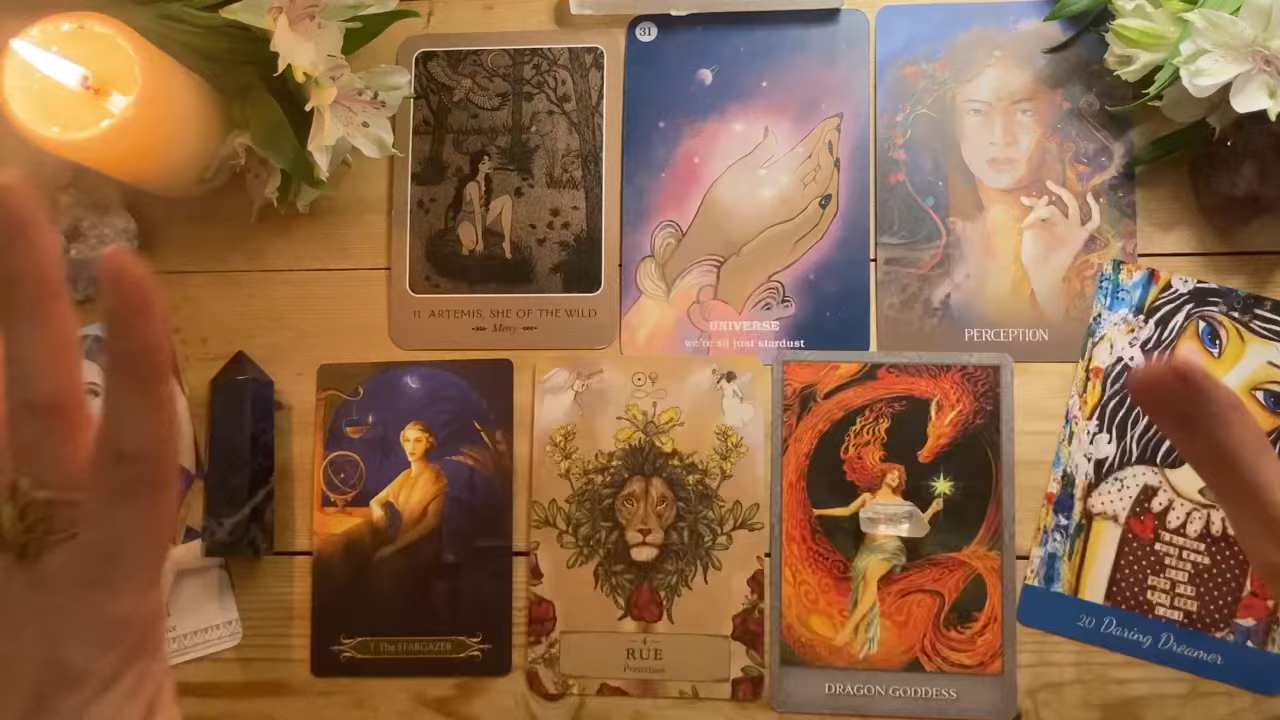 31
11 ARTEMIS, SHE OF THE WILD
Mercy
UNIVERSE
we're all just stardust
PERCEPTION
The STARGAZER
4
RUE
Protection
DRAGON GODDESS
20 Daring Dreamer